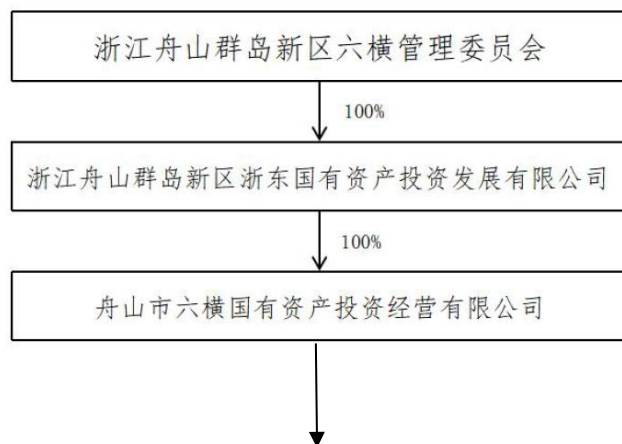 浙江舟山群岛新区六横管理委员会
100%
浙江舟山群岛新区浙东国有资产投资发展有限公司
100%
舟山市六横国有资产投资经营有限公司